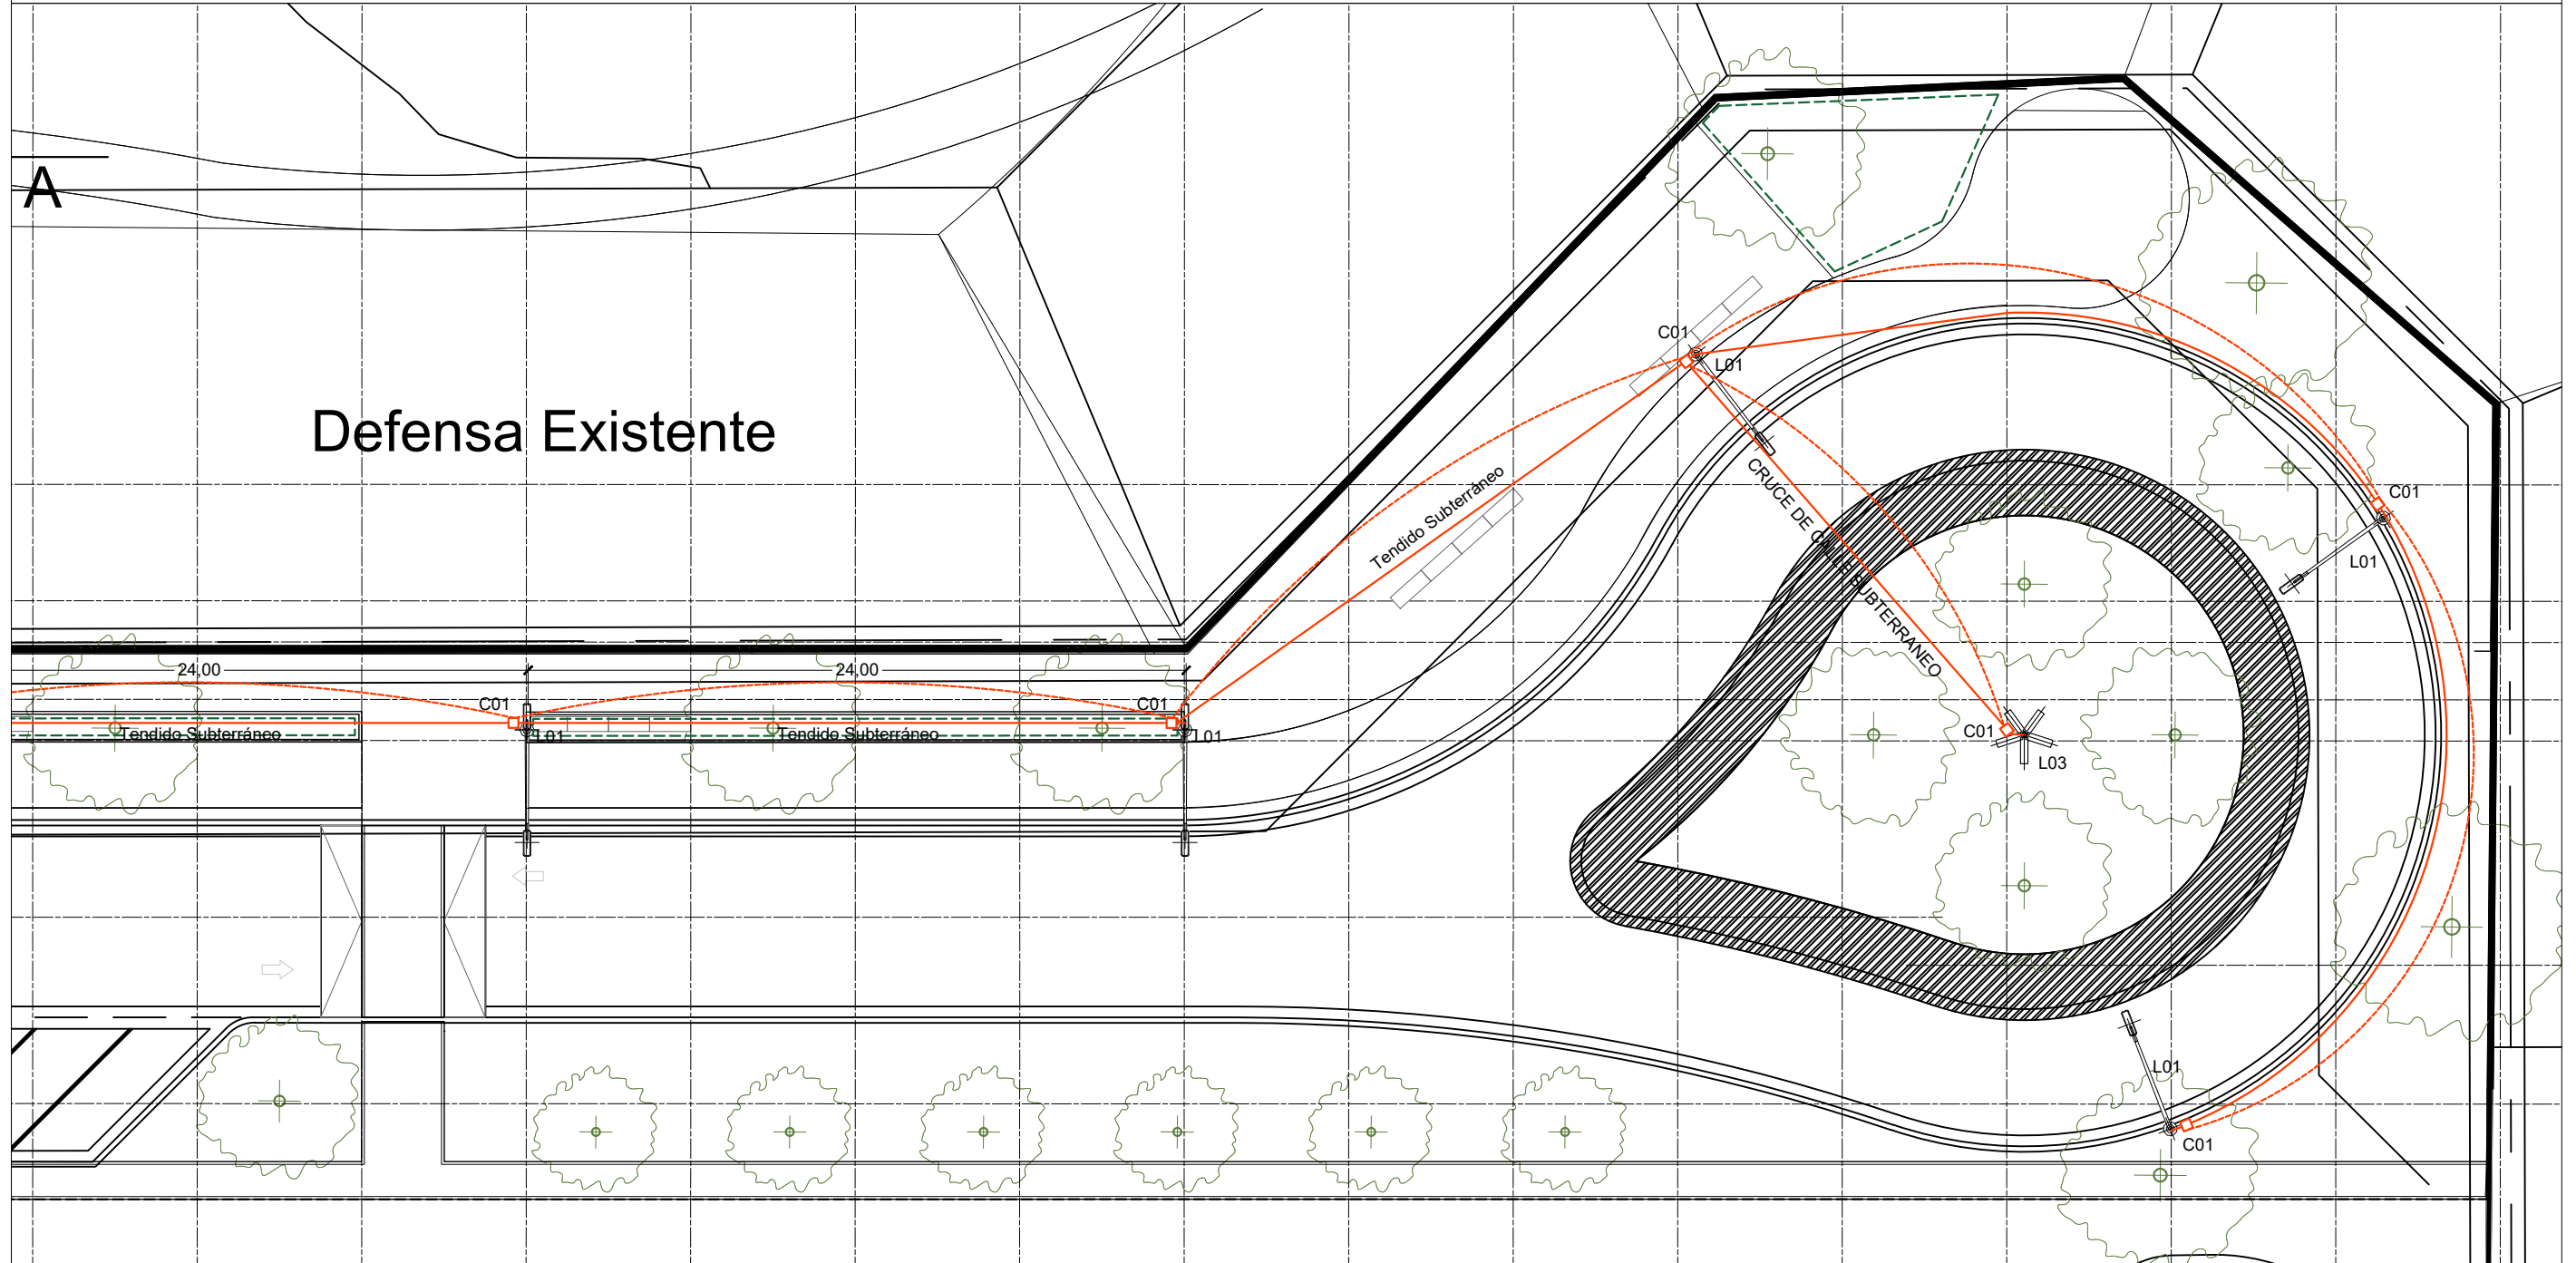 A
Defensa Existente
C01
L01
Tendido Subterráneo
CRUCE DE CALLE SUBTERRANEO
C01
L01
24,00
24,00
C01
C01
L01
L01
Tendido Subterráneo
Tendido Subterráneo
C01
L03
L01
C01